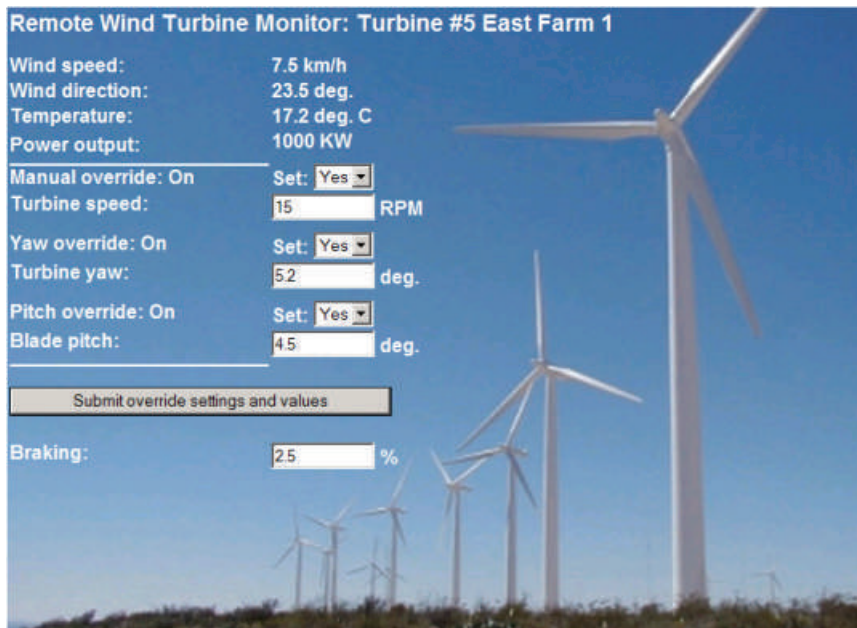 Remote Wind Turbine Monitor: Turbine #5 East Farm 1
Wind speed: 7.5 km/h
Wind direction: 23.5 deg.
Temperature: 17.2 deg. C
Power output: 1000 KW
Manual override: On Set: Yes
Turbine speed: 15 RPM
Yaw override: On Set: Yes
Turbine yaw: 5.2 deg.
Pitch override: On Set: Yes
Blade pitch: 4.5 deg.
Submit override settings and values
Braking: 2.5 %